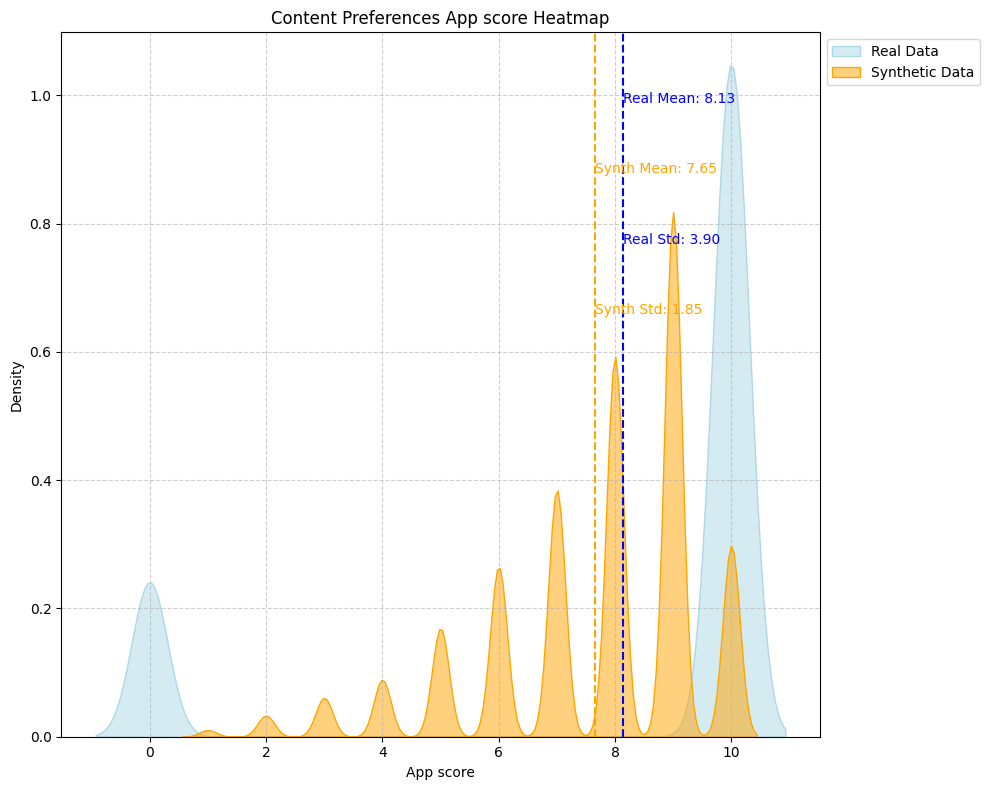 Content Preferences App score Heatmap
Real Data
Synthetic Data
Real Mean: 8.13
Synth Mean: 7.65
Real Std: 3.90
Synth Std: 1.85
1.0
0.8
0.6
0.4
0.2
0.0
Density
0 2 4 6 8 10
App score